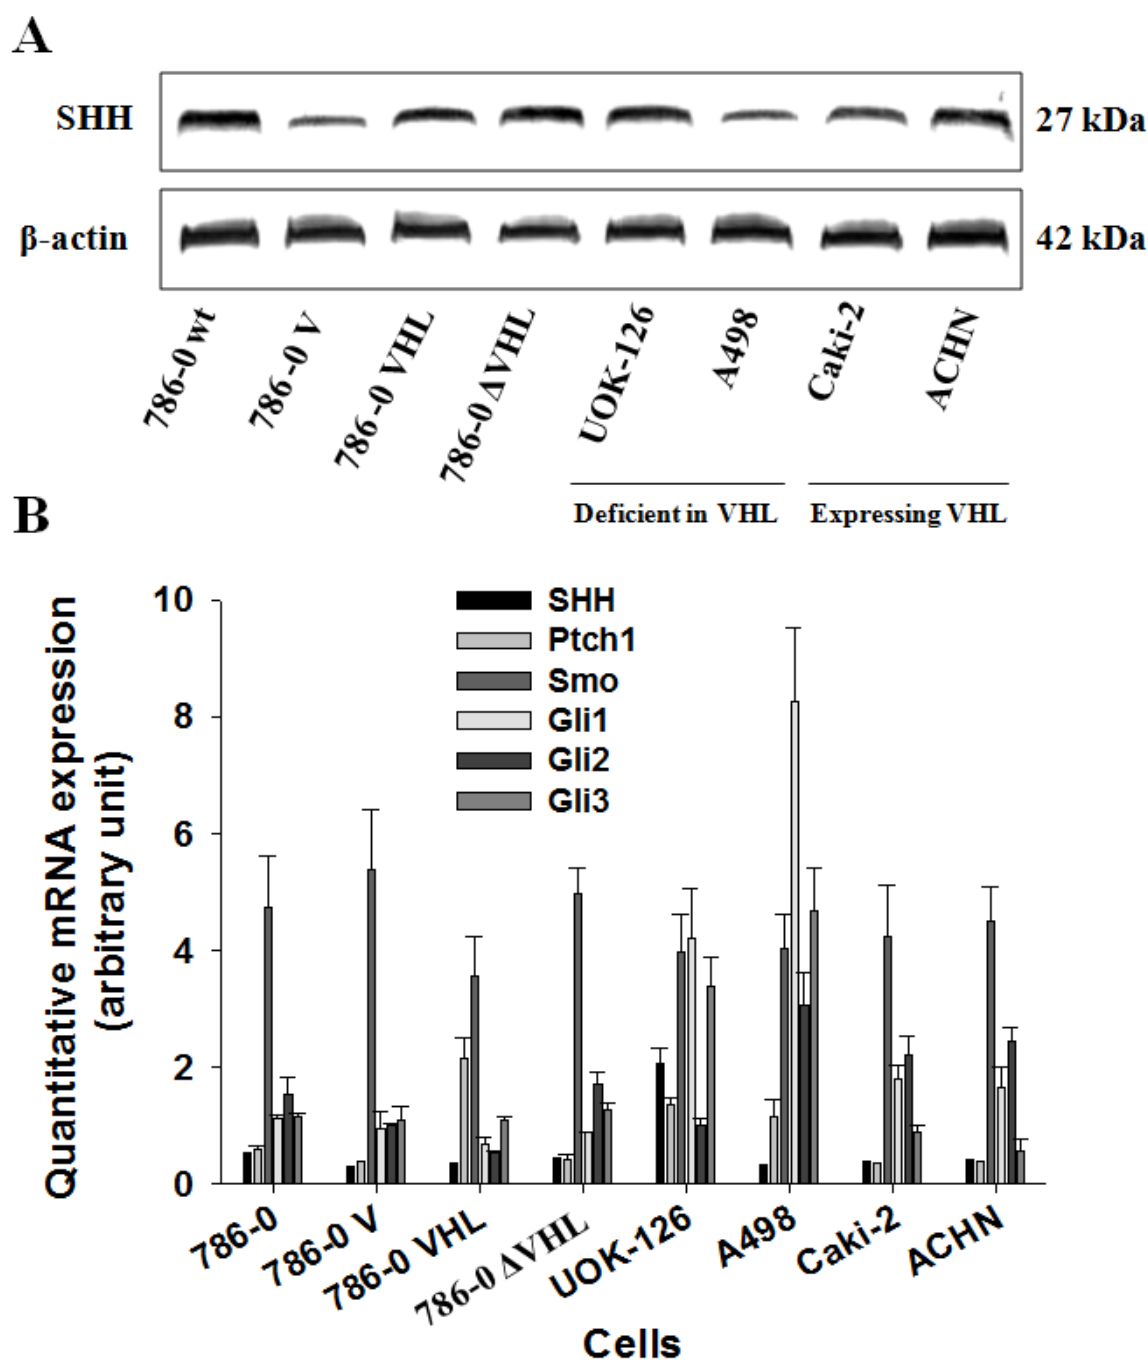 A
SHH
27 kDa
β-actin
42 kDa
786-0 wt
786-0 V
786-0 VHL
786-0 ΔVHL
UOK-126
A498
Caki-2
ACHN
Deficient in VHL
Expressing VHL
B
Quantitative mRNA expression
(arbitrary unit)
10
8
6
4
2
0
SHH
Ptch1
Smo
Gli1
Gli2
Gli3
786-0
786-0 V
786-0 VHL
786-0 ΔVHL
UOK-126
A498
Caki-2
ACHN
Cells